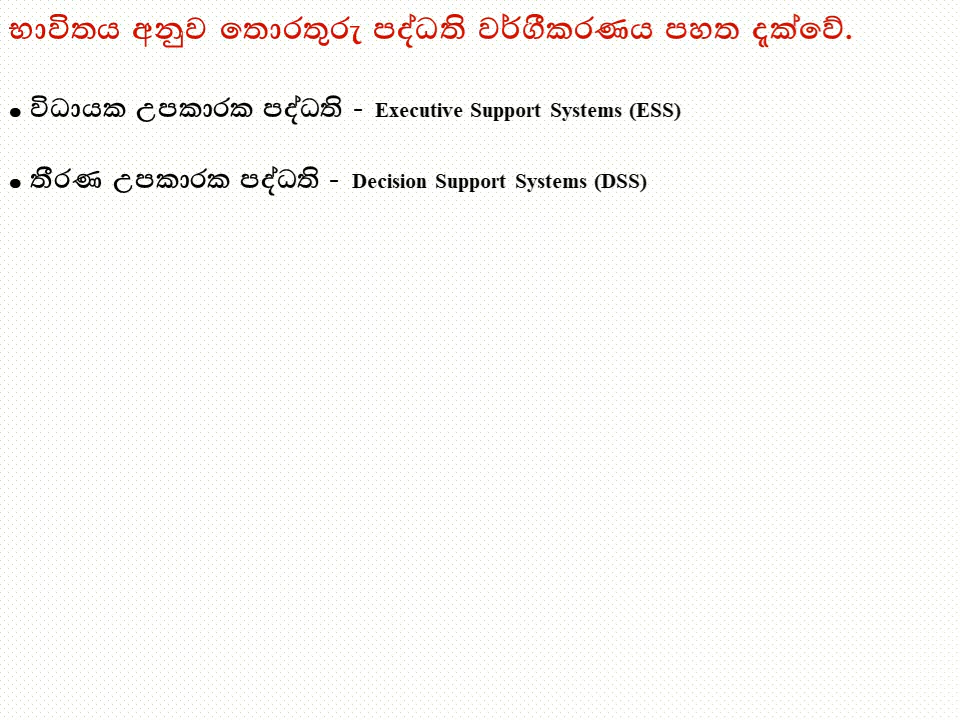 භාවිතය අනුව තොරතුරු පද්ධති වර්ගීකරණය පහත දැක්වේ.
• විධායක උපකාරක පද්ධති - Executive Support Systems (ESS)
• තීරණ උපකාරක පද්ධති - Decision Support Systems (DSS)